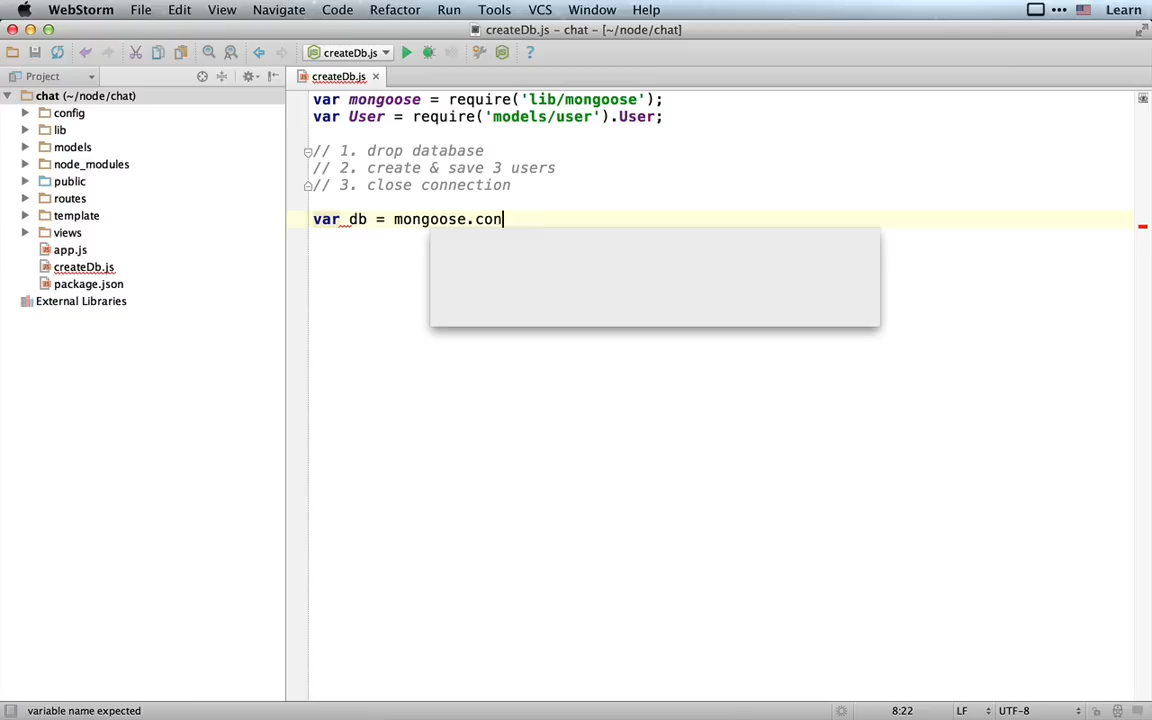 WebStorm File Edit View Navigate Code Refactor Run Tools VCS Window Help Learn
createDb.js – chat – [~/node/chat]
createDb.js
Project
createDb.js
chat (~/node/chat)
config
lib
models
node_modules
public
routes
template
views
app.js
createDb.js
package.json
External Libraries
var mongoose = require('lib/mongoose');
var User = require('models/user').User;
// 1. drop database
// 2. create & save 3 users
// 3. close connection
var db = mongoose.con
variable name expected
8:22 LF UTF-8